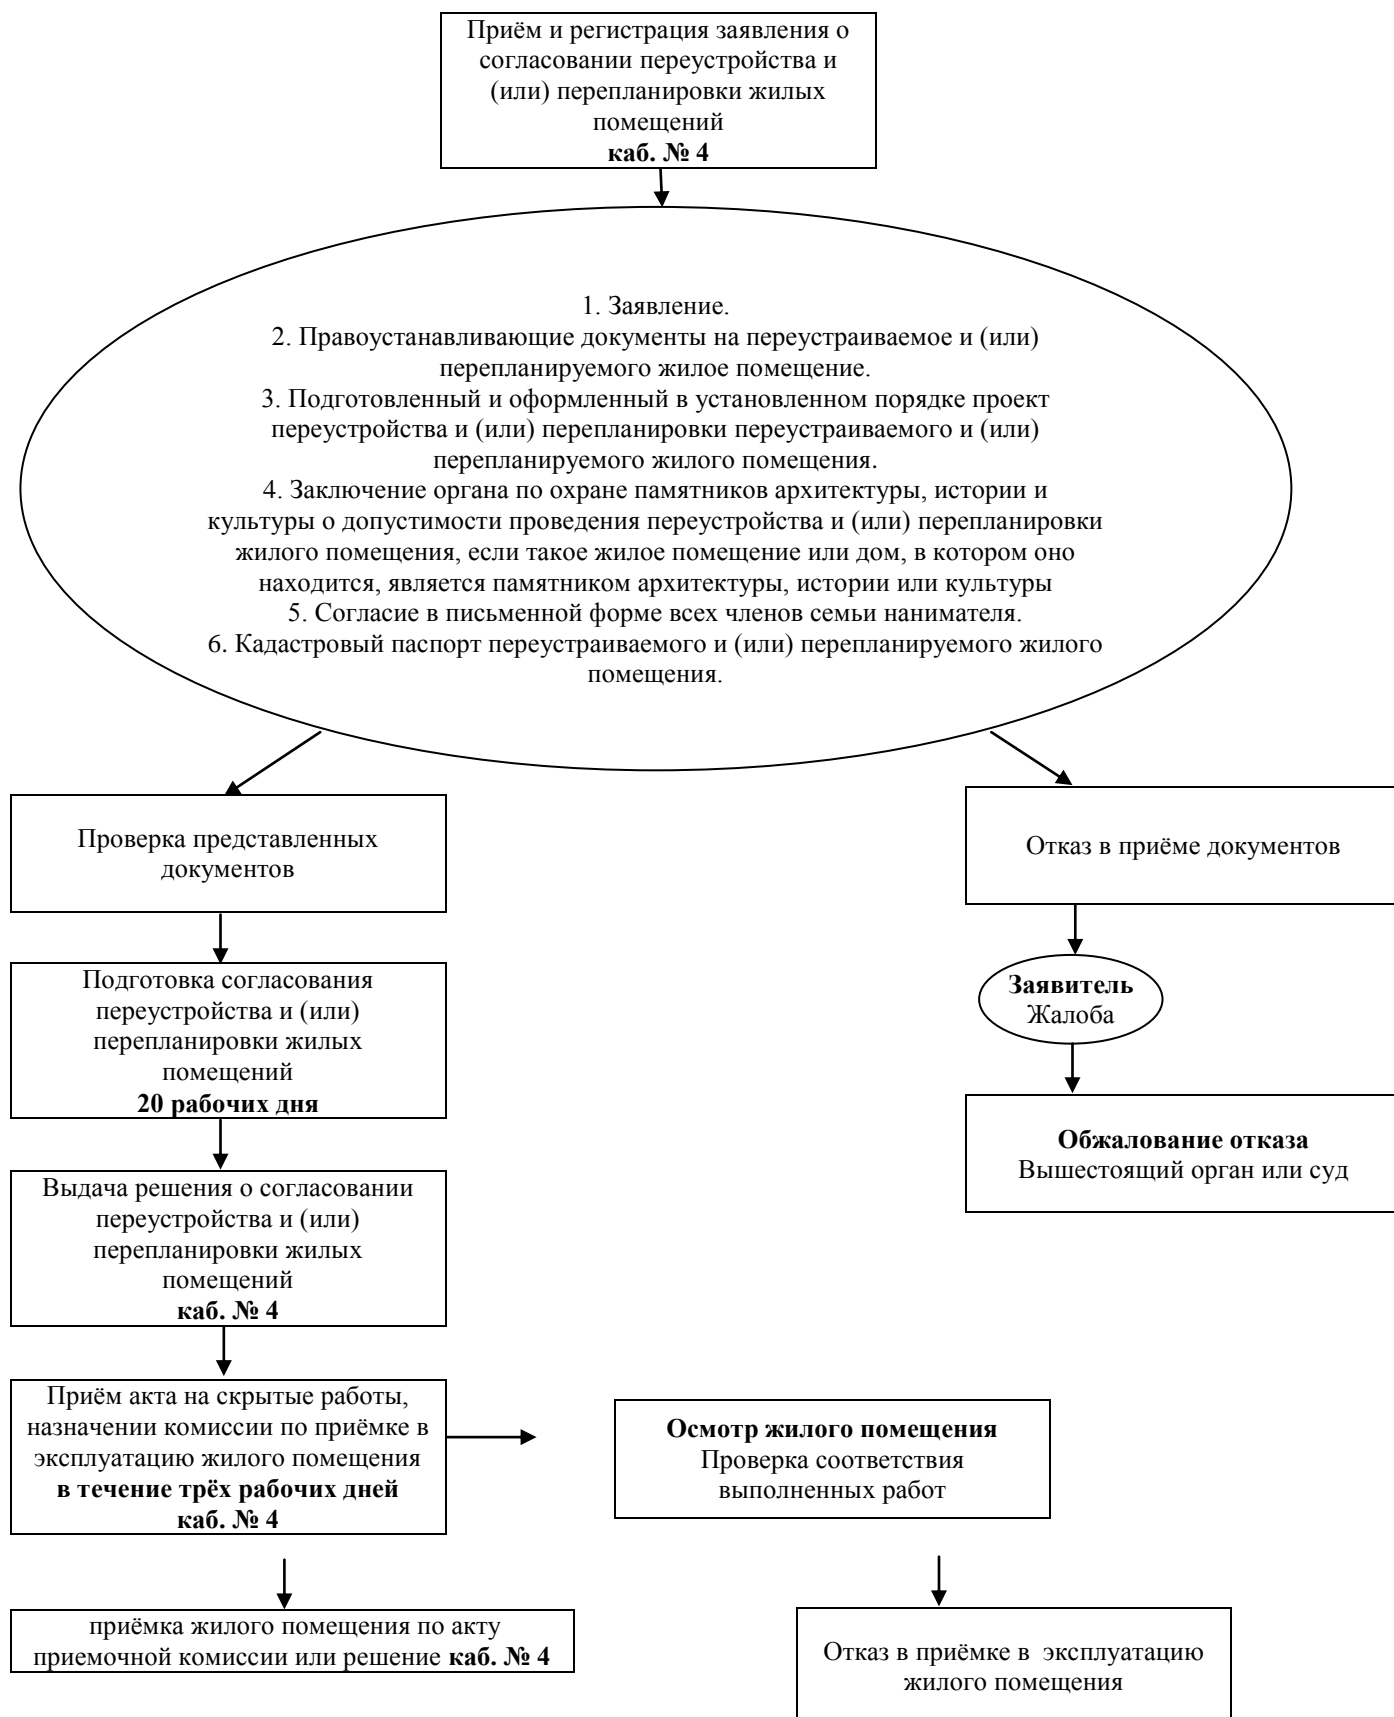 Приём и регистрация заявления о
согласовании переустройства и
(или) перепланировки жилых
помещений
каб. № 4
1. Заявление.
2. Правоустанавливающие документы на переустраиваемое и (или)
перепланируемого жилое помещение.
3. Подготовленный и оформленный в установленном порядке проект
переустройства и (или) перепланировки переустраиваемого и (или)
перепланируемого жилого помещения.
4. Заключение органа по охране памятников архитектуры, истории и
культуры о допустимости проведения переустройства и (или) перепланировки
жилого помещения, если такое жилое помещение или дом, в котором оно
находится, является памятником архитектуры, истории или культуры
5. Согласие в письменной форме всех членов семьи нанимателя.
6. Кадастровый паспорт переустраиваемого и (или) перепланируемого жилого
помещения.
Проверка представленных
документов
Отказ в приёме документов
Подготовка согласования
переустройства и (или)
перепланировки жилых
помещений
20 рабочих дня
Заявитель
Жалоба
Обжалование отказа
Вышестоящий орган или суд
Выдача решения о согласовании
переустройства и (или)
перепланировки жилых
помещений
каб. № 4
Приём акта на скрытые работы,
назначении комиссии по приёмке в
эксплуатацию жилого помещения
в течение трёх рабочих дней
каб. № 4
Осмотр жилого помещения
Проверка соответствия
выполненных работ
приёмка жилого помещения по акту
приемочной комиссии или решение каб. № 4
Отказ в приёмке в  эксплуатацию
жилого помещения